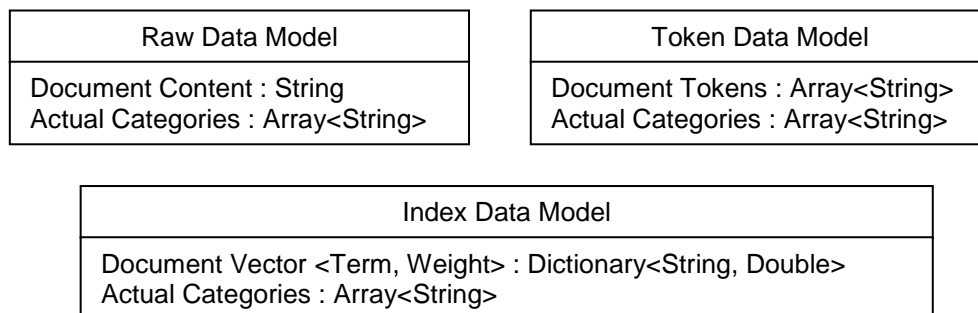 Raw Data Model
Document Content : String
Actual Categories : Array<String>
Token Data Model
Document Tokens : Array<String>
Actual Categories : Array<String>
Index Data Model
Document Vector <Term, Weight> : Dictionary<String, Double>
Actual Categories : Array<String>